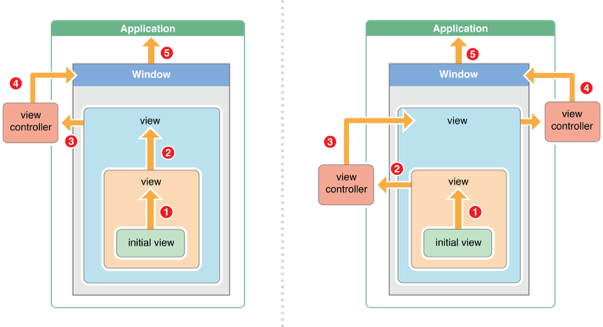 Application
5
Window
4
view
controller
3
view
2
view
1
initial view
Application
5
Window
4
view
controller
view
3
2
view
controller
view
1
initial view